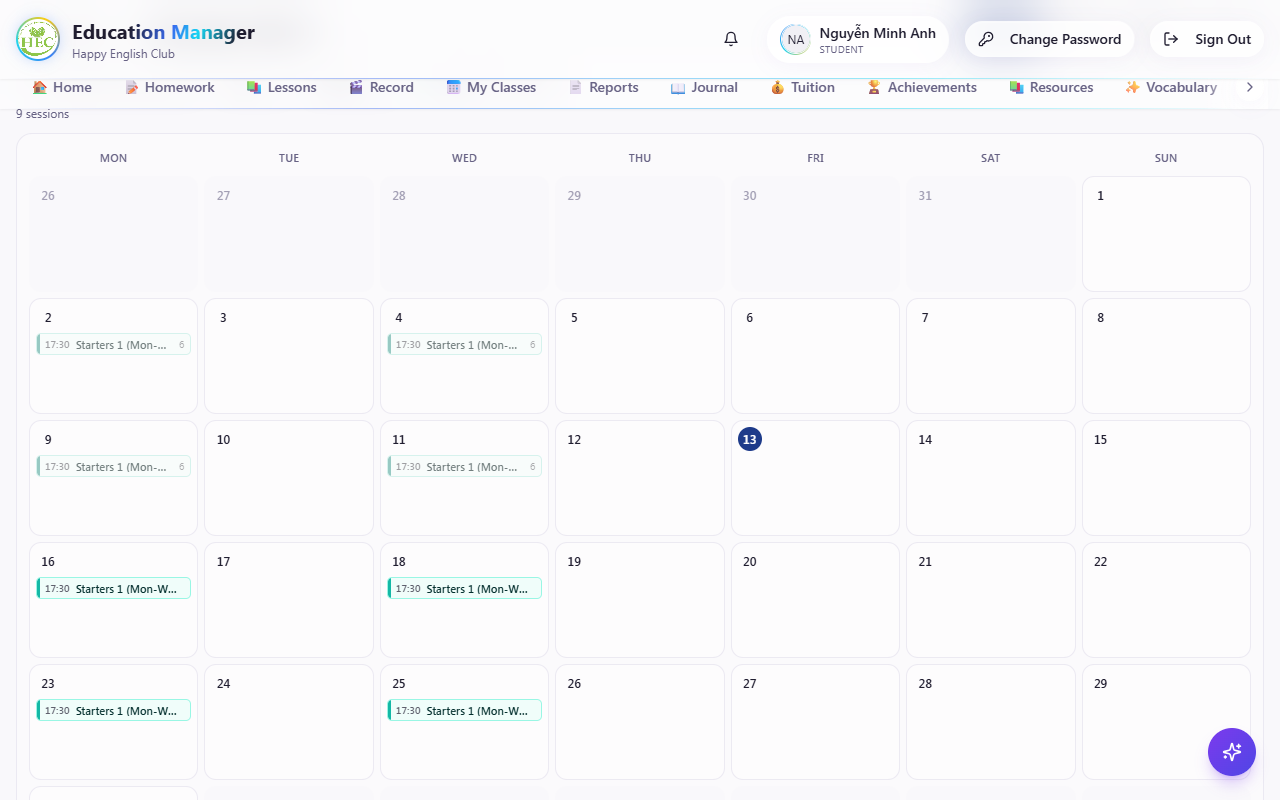 HEC
Education Manager
Happy English Club
NA
Nguyễn Minh Anh
STUDENT
Change Password
Sign Out
Home
Homework
Lessons
Record
My Classes
Reports
Journal
Tuition
Achievements
Resources
Vocabulary
9 sessions
MON TUE WED THU FRI SAT SUN
26 27 28 29 30 31 1
2 3 4 5 6 7 8
17:30 Starters 1 (Mon-... 6
17:30 Starters 1 (Mon-... 6
9 10 11 12 13 14 15
17:30 Starters 1 (Mon-... 6
17:30 Starters 1 (Mon-... 6
16 17 18 19 20 21 22
17:30 Starters 1 (Mon-W...
17:30 Starters 1 (Mon-W...
23 24 25 26 27 28 29
17:30 Starters 1 (Mon-W...
17:30 Starters 1 (Mon-W...